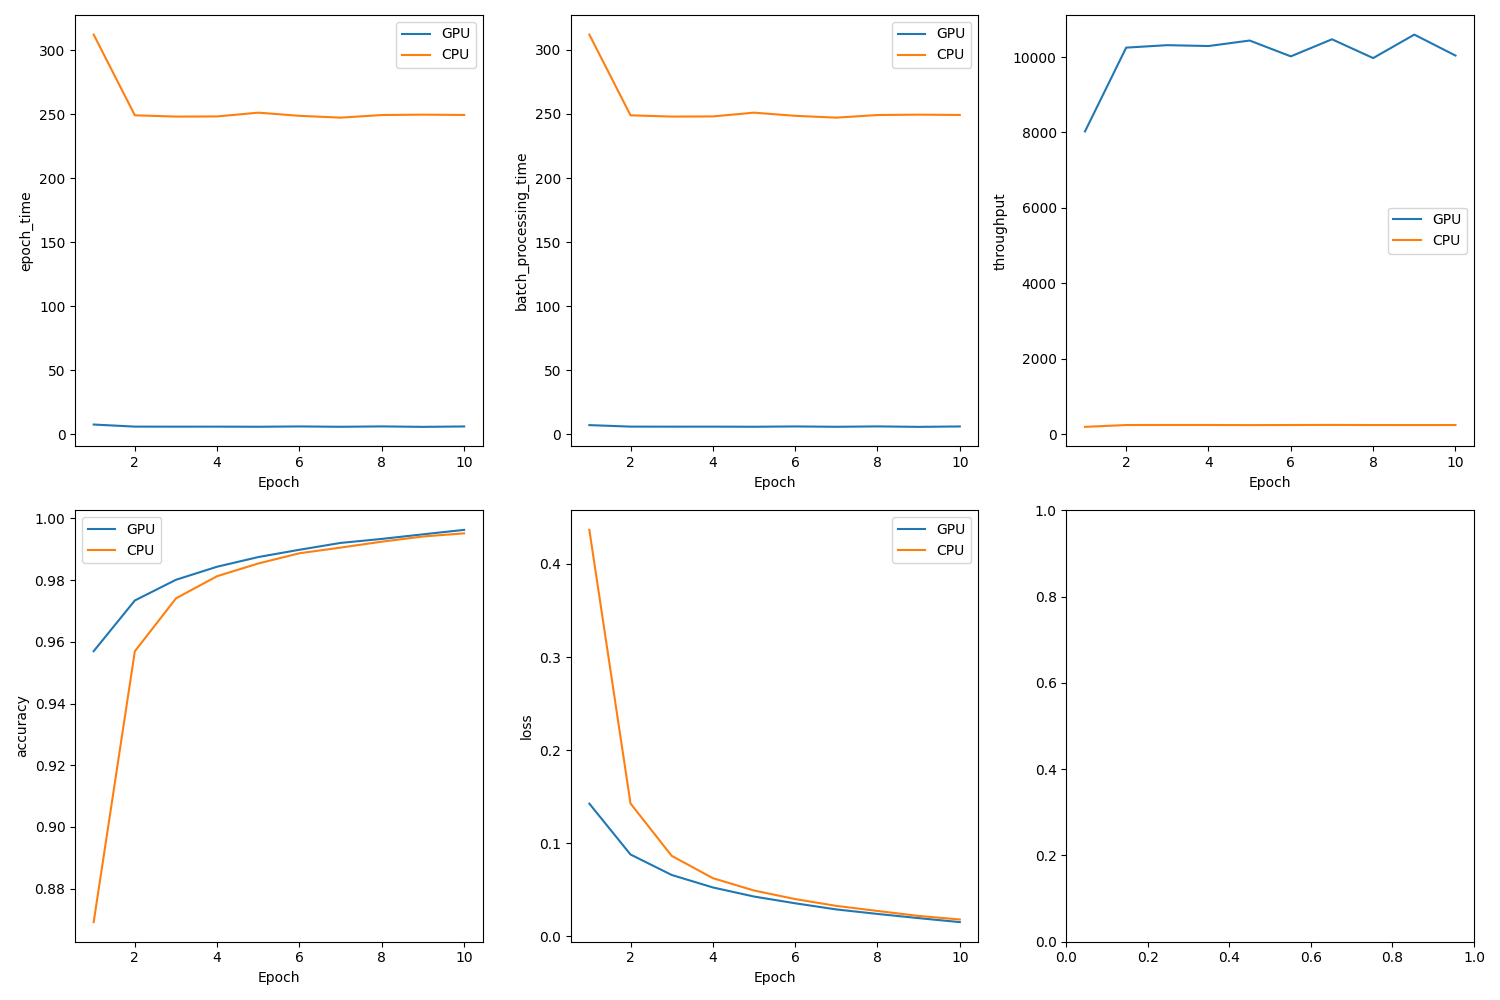 300
250
200
150
100
50
0
epoch_time
GPU
CPU
2 4 6 8 10
Epoch
300
250
200
150
100
50
0
batch_processing_time
GPU
CPU
2 4 6 8 10
Epoch
10000
8000
6000
4000
2000
0
throughput
GPU
CPU
2 4 6 8 10
Epoch
1.00
0.98
0.96
0.94
0.92
0.90
0.88
accuracy
GPU
CPU
2 4 6 8 10
Epoch
0.4
0.3
0.2
0.1
0.0
loss
GPU
CPU
2 4 6 8 10
Epoch
1.0
0.8
0.6
0.4
0.2
0.0
0.0 0.2 0.4 0.6 0.8 1.0